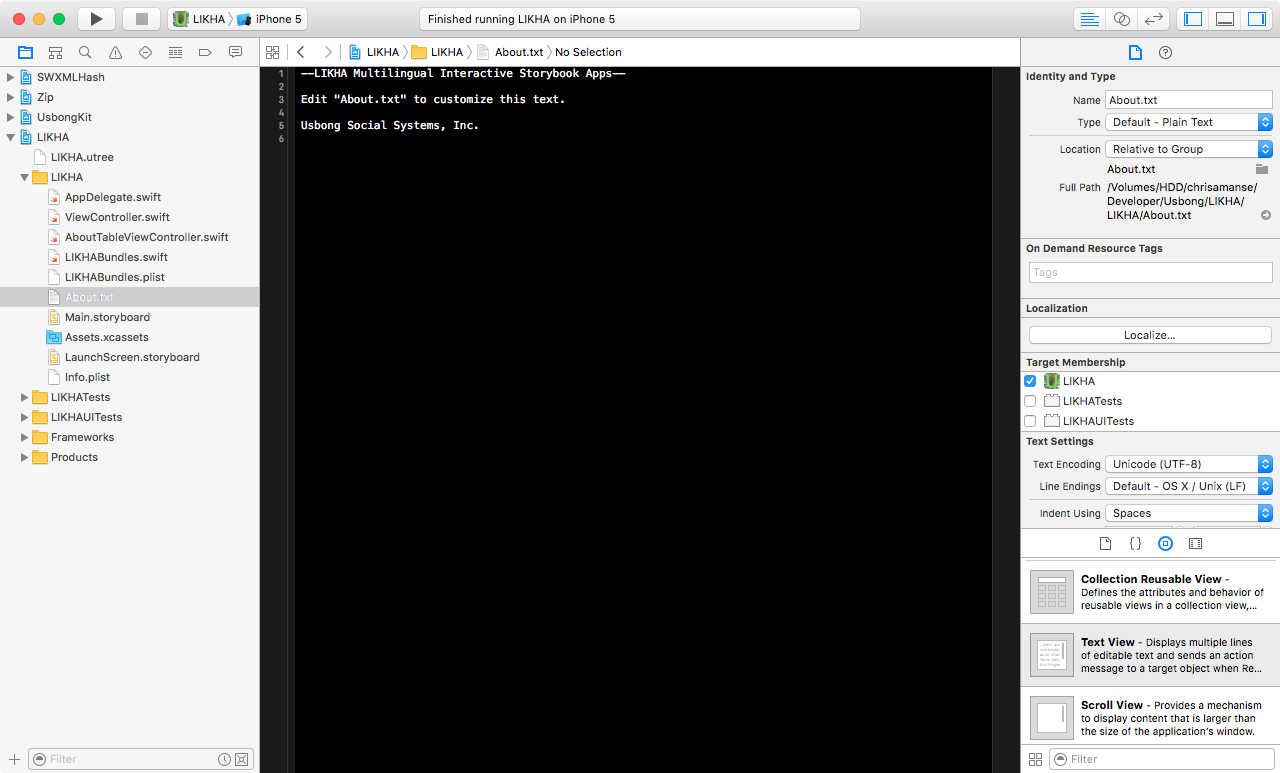 LIKHA
iPhone 5
Finished running LIKHA on iPhone 5
LIKHA
LIKHA
About.txt
No Selection
SWXMLHash
Zip
UsbongKit
LIKHA
LIKHA.utree
LIKHA
AppDelegate.swift
ViewController.swift
AboutTableViewController.swift
LIKHABundles.swift
LIKHABundles.plist
About.txt
Main.storyboard
Assets.xcassets
LaunchScreen.storyboard
Info.plist
LIKHATests
LIKHAUITests
Frameworks
Products
Filter
1 --LIKHA Multilingual Interactive Storybook Apps--
2
3 Edit "About.txt" to customize this text.
4
5 Usbong Social Systems, Inc.
6
Identity and Type
Name About.txt
Type Default - Plain Text
Location Relative to Group
About.txt
Full Path /Volumes/HDD/chrisamanse/
Developer/Usbong/LIKHA/
LIKHA/About.txt
On Demand Resource Tags
Tags
Localization
Localize...
Target Membership
LIKHA
LIKHATests
LIKHAUITests
Text Settings
Text Encoding Unicode (UTF-8)
Line Endings Default - OS X / Unix (LF)
Indent Using Spaces
{}
Collection Reusable View -
Defines the attributes and behavior of
reusable views in a collection view,...
Text View - Displays multiple lines
of editable text and sends an action
message to a target object when Re...
Scroll View - Provides a mechanism
to display content that is larger than
the size of the application's window.
Filter